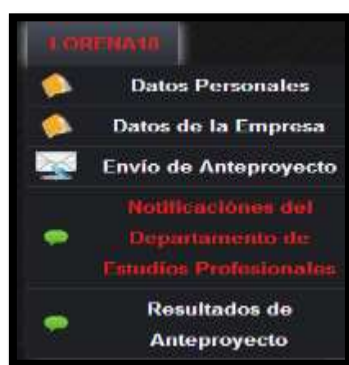 LORENA18
Datos Personales
Datos de la Empresa
Envío de Anteproyecto
Notificaciónes del
Departamento de
Estudios Profesionales
Resultados de
Anteproyecto